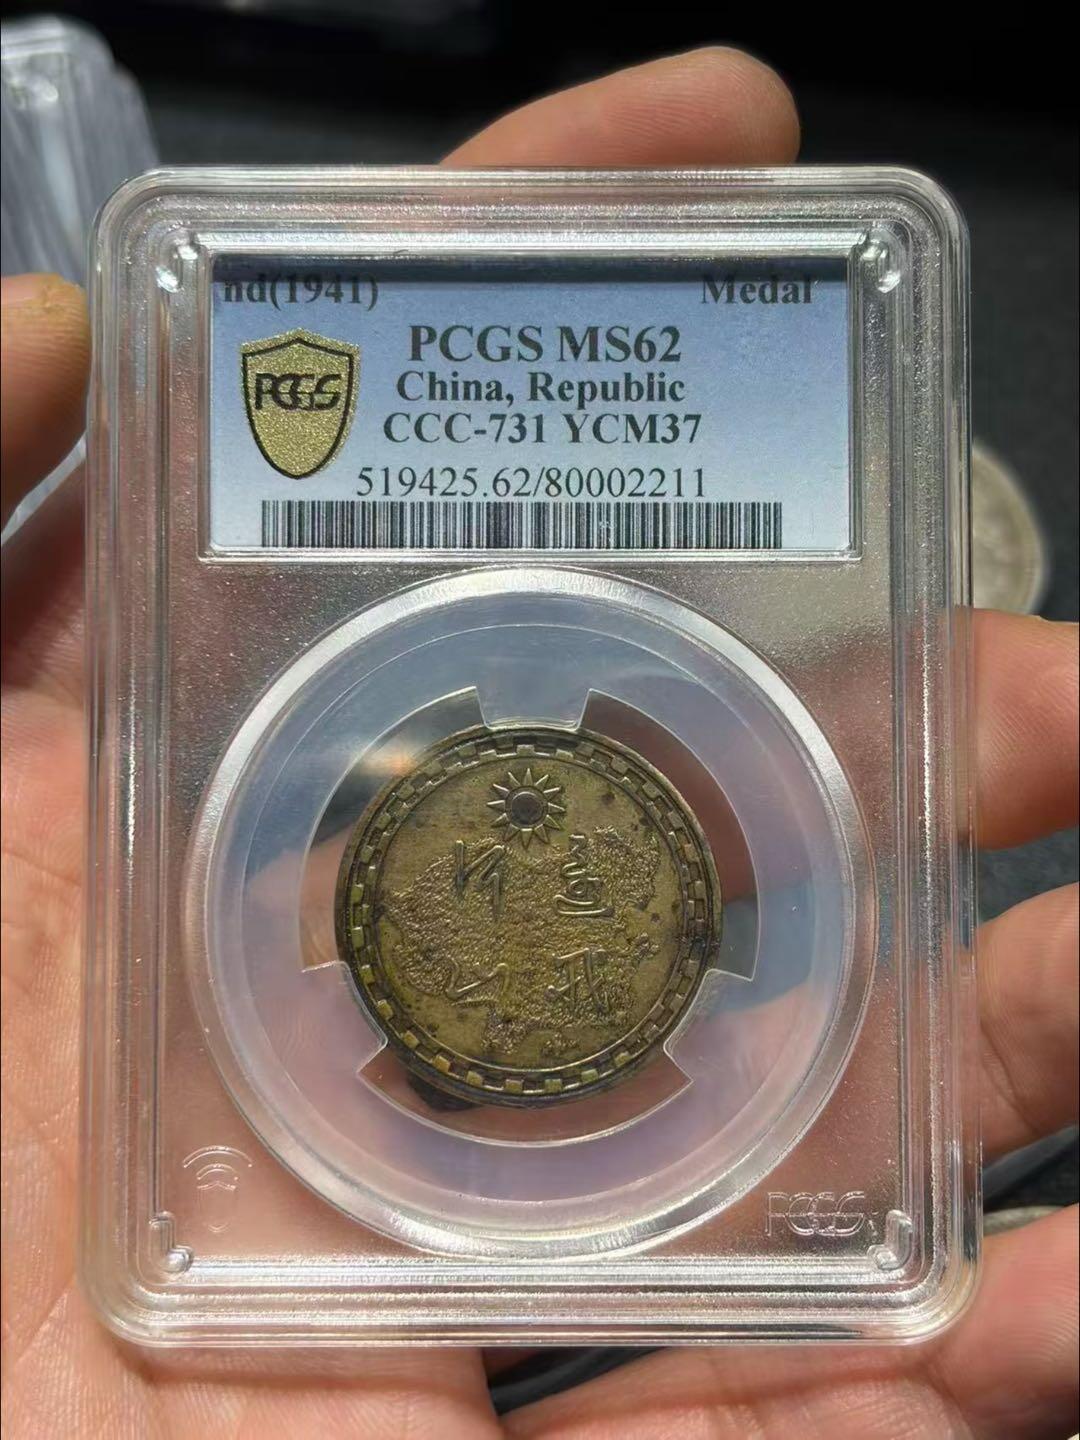 nd(1941) Medal
PCGS MS62
PCGS
China, Republic
CCC-731 YCM37
519425.62/80002211
PCGS